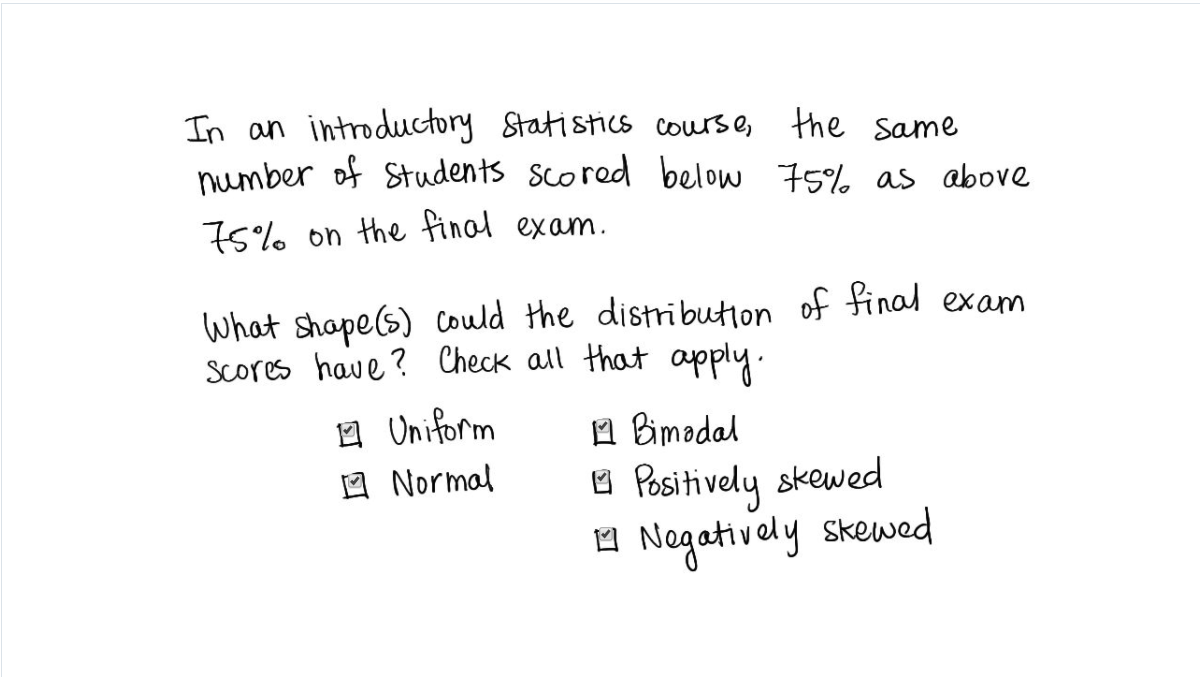 In an introductory statistics course, the same
number of students scored below 75% as above
75% on the final exam.
What shape(s) could the distribution of final exam
scores have? Check all that apply.
☑ Uniform ☑ Bimodal
☑ Normal ☑ Positively skewed
☑ Negatively skewed